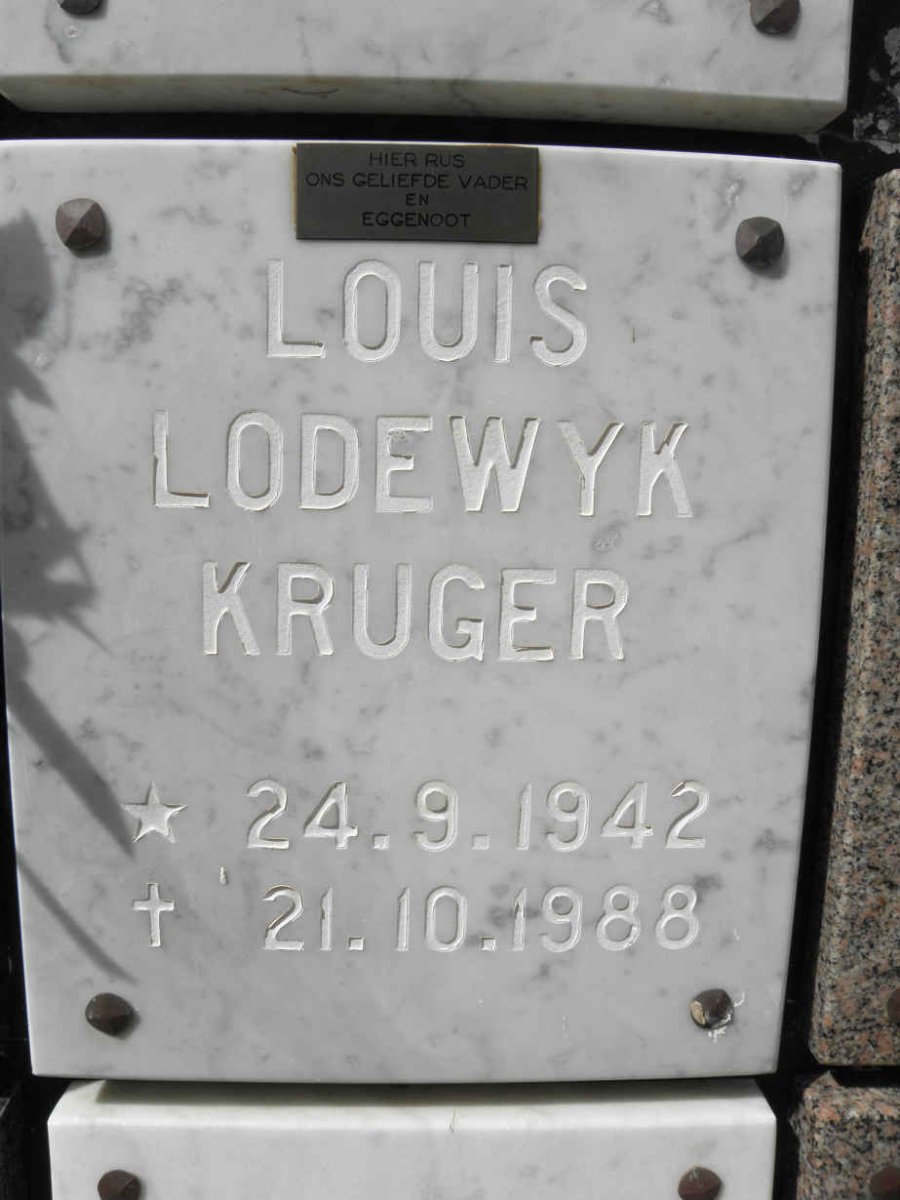 HIER RUS
ONS GELIEFDE VADER
EN
EGGENOOT
LOUIS
LODEWYK
KRUGER
★ 24.9.1942
✝ 21.10.1988